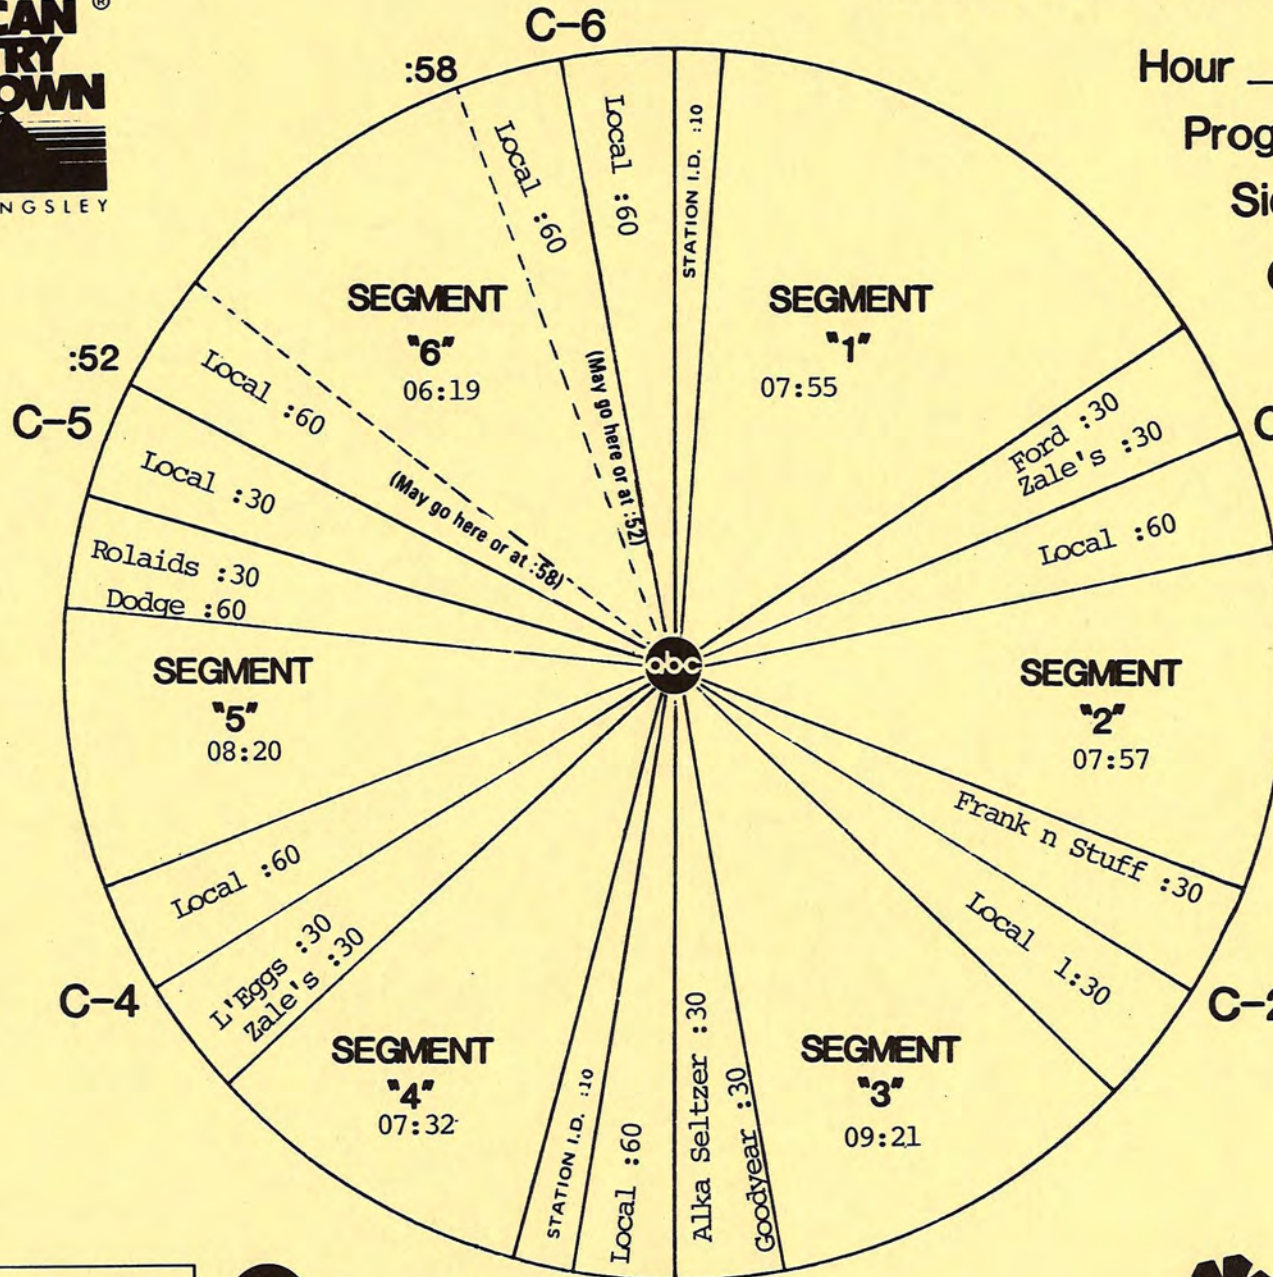 ®
C-6
:58
Hour
NGSLEY
Local :60
Local :60
STATION I.D. :10
(May go here or at :52)
SEGMENT
"1"
07:55
Ford :30
Zale's :30
Local :60
SEGMENT
"2"
07:57
Frank n Stuff :30
Local 1:30
C-2
SEGMENT
"3"
09:21
Alka Seltzer :30
Goodyear :30
Local :60
STATION I.D. :10
SEGMENT
"4"
07:32
C-4
L'Eggs :30
Zale's :30
Local :60
SEGMENT
"5"
08:20
Rolaids :30
Dodge :60
Local :30
C-5
:52
Local :60
(May go here or at :58)
SEGMENT
"6"
06:19
abc